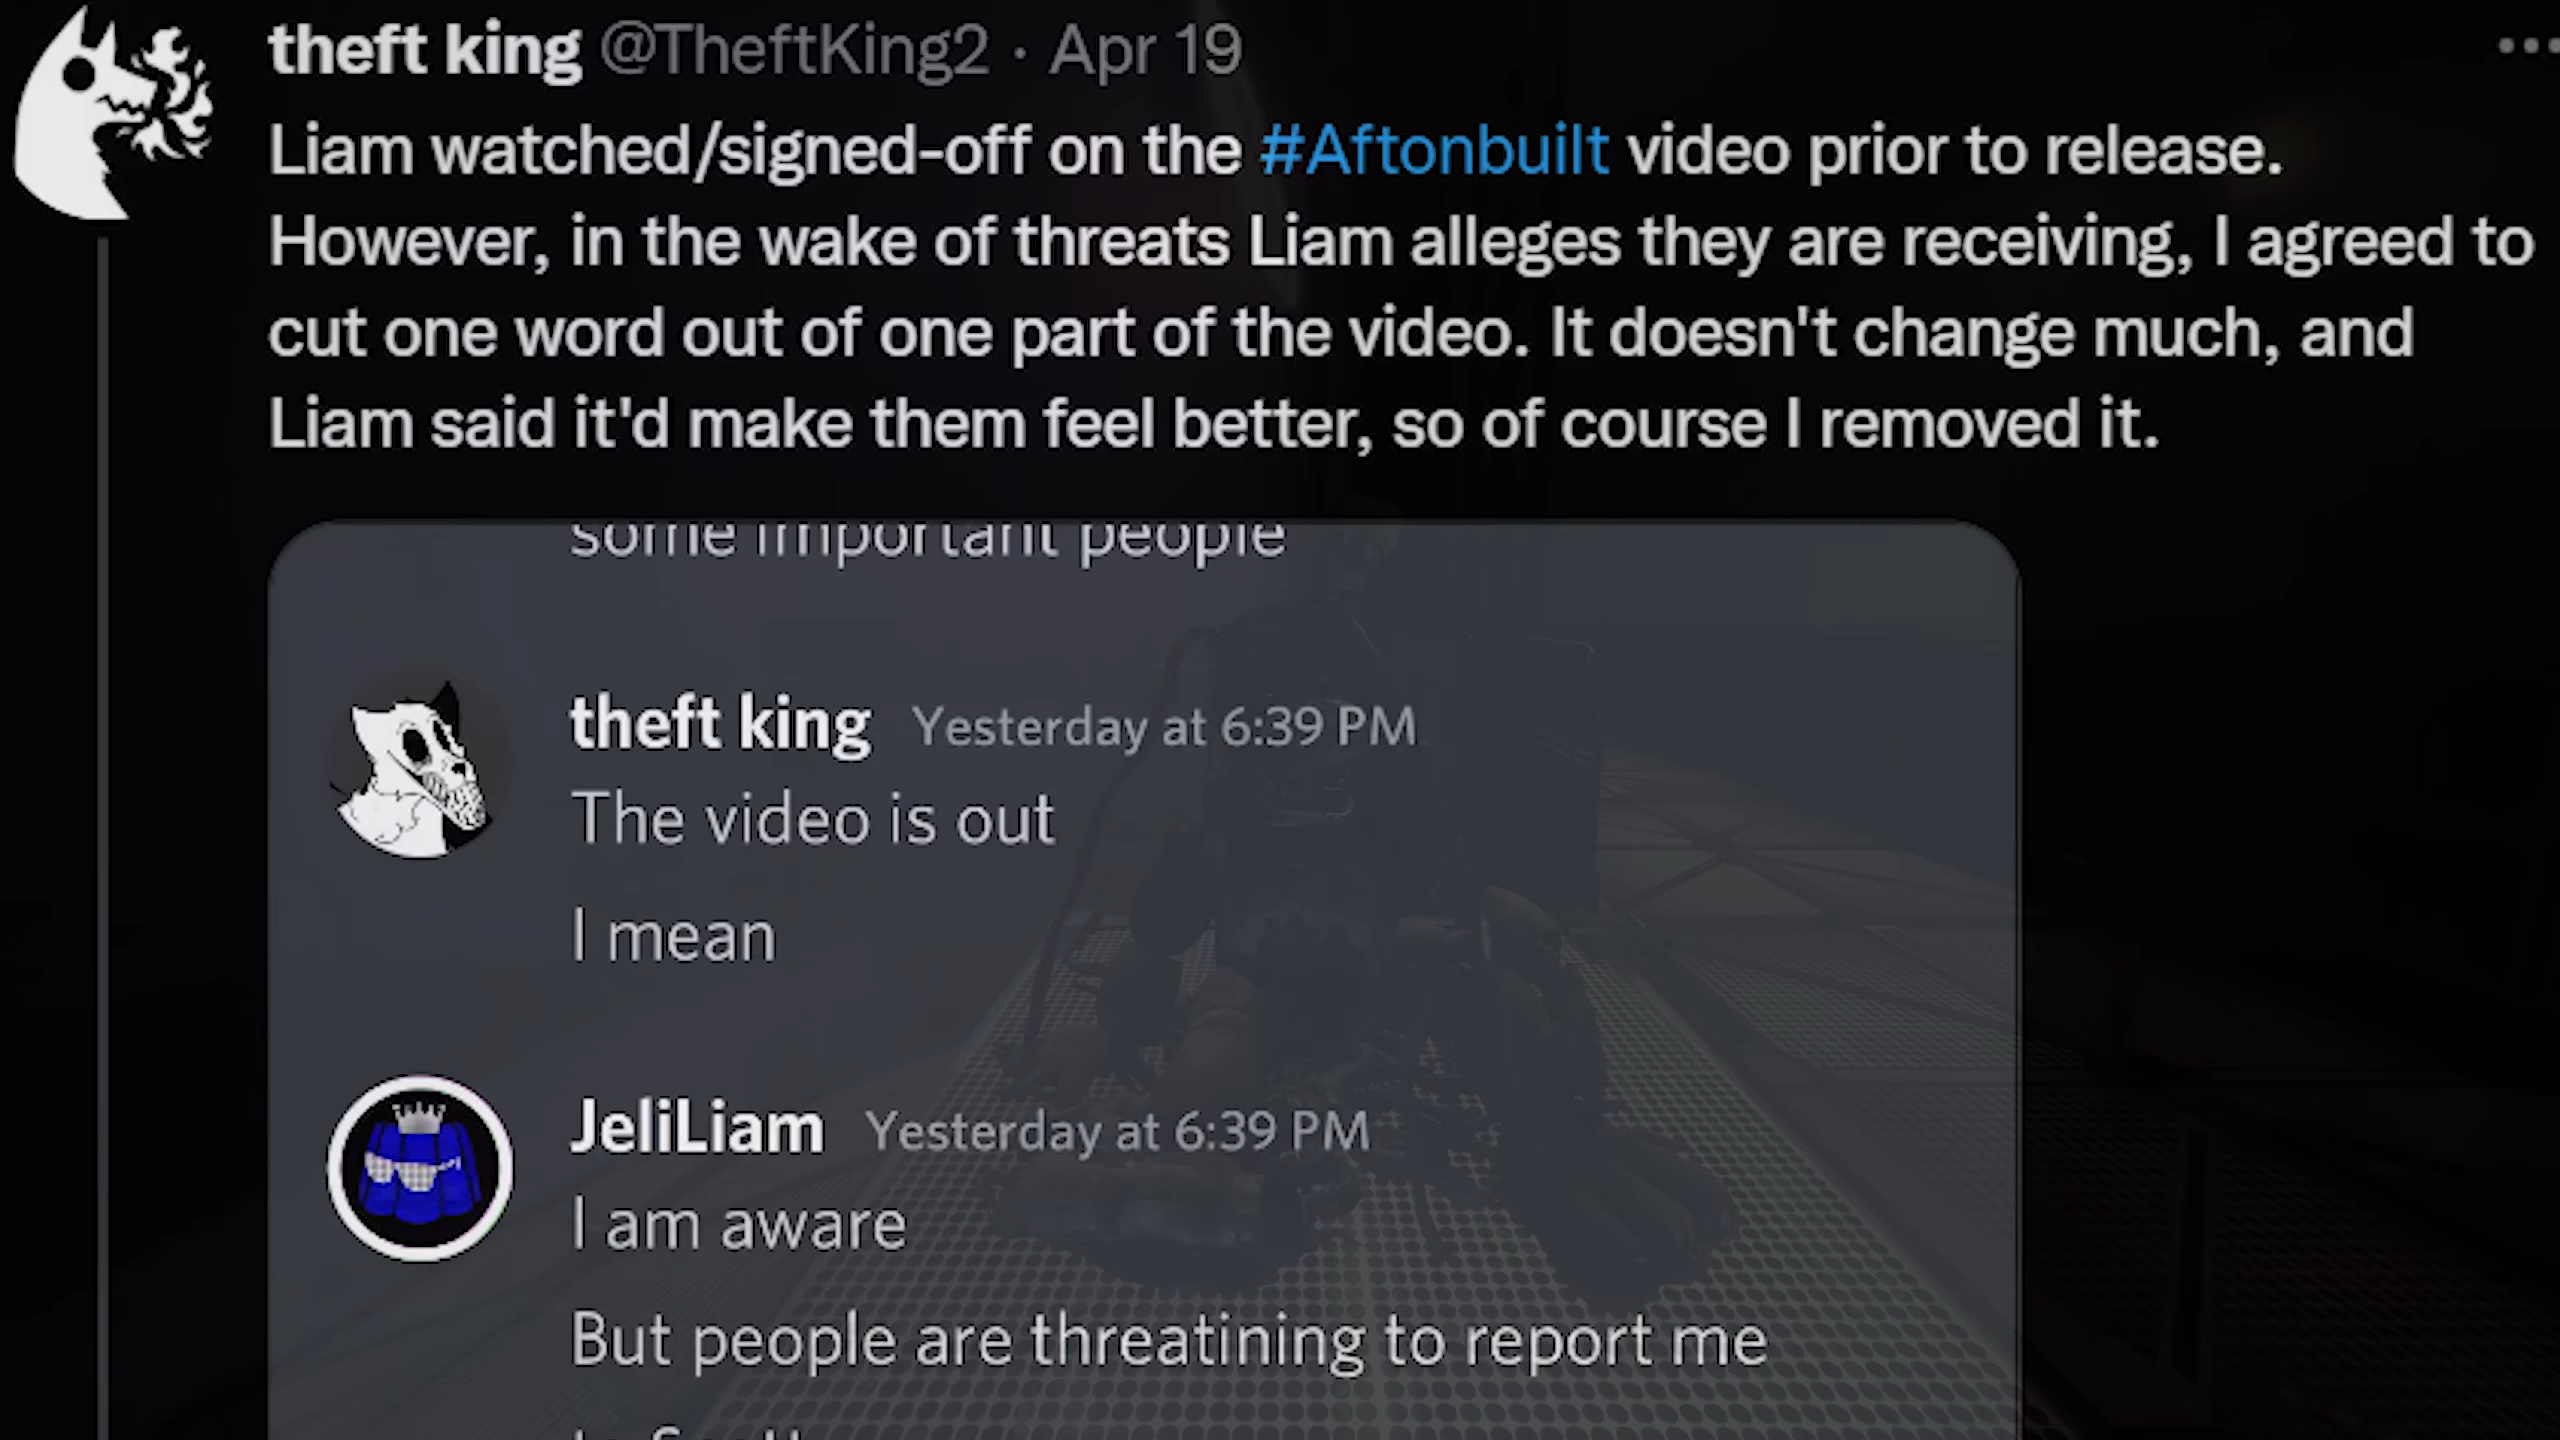 theft king @TheftKing2 · Apr 19
Liam watched/signed-off on the #Aftonbuilt video prior to release.
However, in the wake of threats Liam alleges they are receiving, I agreed to
cut one word out of one part of the video. It doesn't change much, and
Liam said it'd make them feel better, so of course I removed it.
some important people
theft king Yesterday at 6:39 PM
The video is out
I mean
JeliLiam Yesterday at 6:39 PM
I am aware
But people are threatining to report me